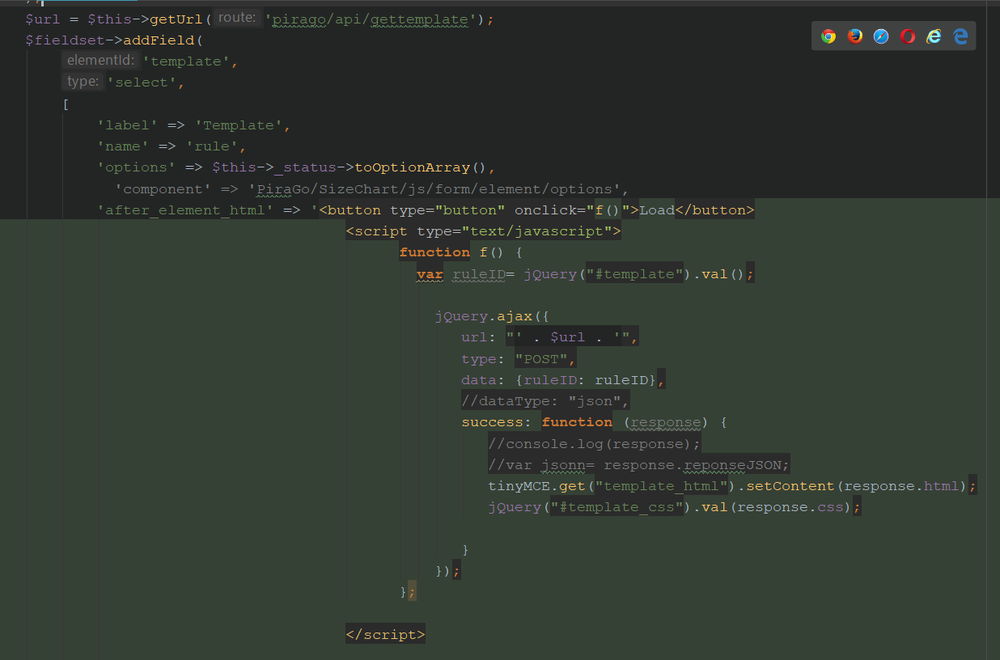 $url = $this->getUrl( route: 'pirago/api/gettemplate');
$fieldset->addField(
elementId: 'template',
type: 'select',
[
'label' => 'Template',
'name' => 'rule',
'options' => $this->_status->toOptionArray(),
'component' => 'PiraGo/SizeChart/js/form/element/options',
'after_element_html' => '<button type="button" onclick="f()">Load</button>
<script type="text/javascript">
function f() {
var ruleID= jQuery("#template").val();
jQuery.ajax({
url: "' . $url . '",
type: "POST",
data: {ruleID: ruleID},
//dataType: "json",
success: function (response) {
//console.log(response);
//var jsonn= response.reponseJSON;
tinyMCE.get("template_html").setContent(response.html);
jQuery("#template_css").val(response.css);
}
});
};
</script>